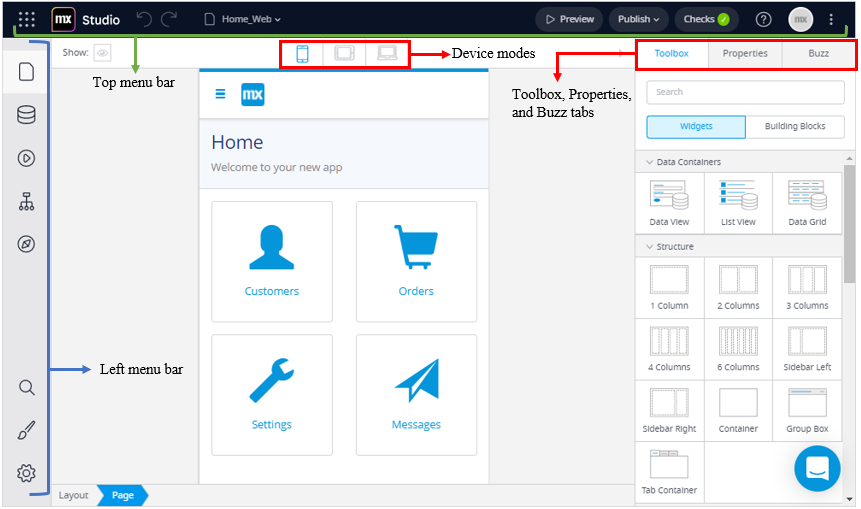 mx Studio Home_Web Preview Publish Checks ? mx
Show:
Device modes
Toolbox Properties Buzz
Top menu bar
Toolbox, Properties,
and Buzz tabs
Search
Widgets Building Blocks
mx
Home
Welcome to your new app
Data Containers
Data View List View Data Grid
Structure
Customers Orders
1 Column 2 Columns 3 Columns
4 Columns 6 Columns Sidebar Left
Left menu bar
Settings Messages
Sidebar Right Container Group Box
Tab Container
Layout Page